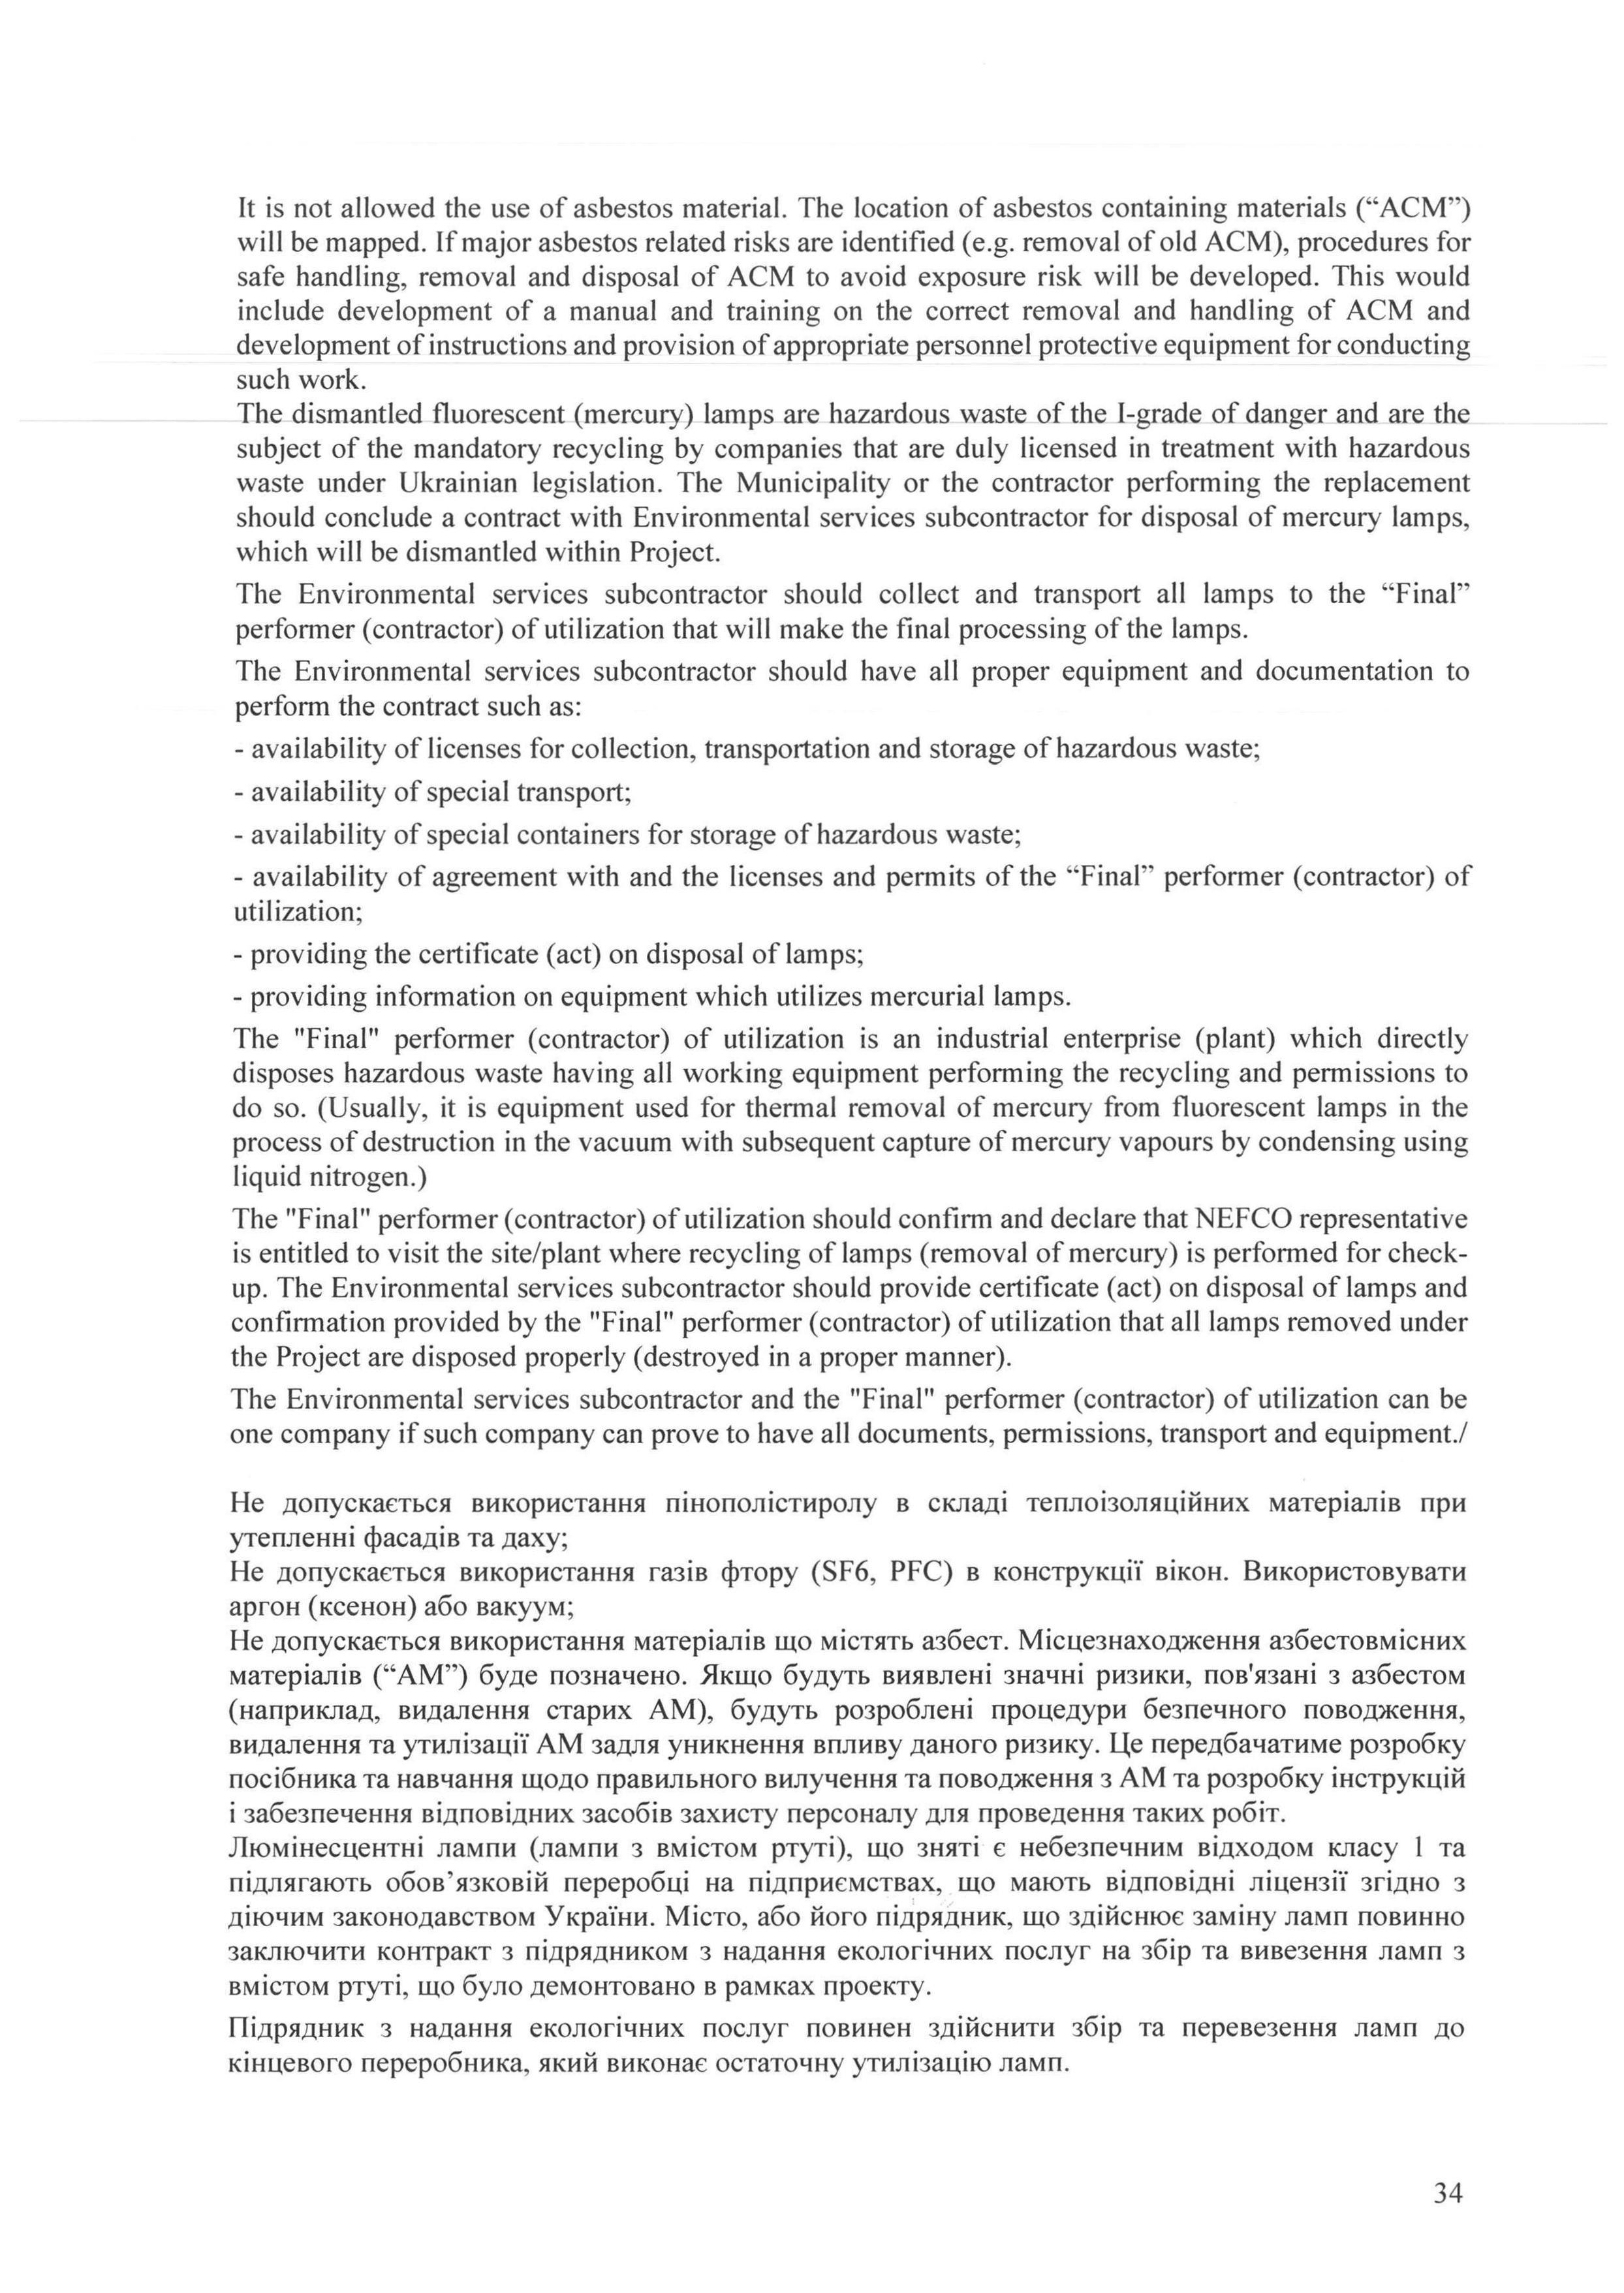 It is not allowed the use of asbestos material. The location of asbestos containing materials (“ACM”)
will be mapped. If major asbestos related risks are identified (e.g. removal of old ACM), procedures for
safe handling, removal and disposal of ACM to avoid exposure risk will be developed. This would
include development of a manual and training on the correct removal and handling of ACM and
development of instructions and provision of appropriate personnel protective equipment for conducting
such work.
The dismantled fluorescent (mercury) lamps are hazardous waste of the I-grade of danger and are the
subject of the mandatory recycling by companies that are duly licensed in treatment with hazardous
waste under Ukrainian legislation. The Municipality or the contractor performing the replacement
should conclude a contract with Environmental services subcontractor for disposal of mercury lamps,
which will be dismantled within Project.
The Environmental services subcontractor should collect and transport all lamps to the “Final”
performer (contractor) of utilization that will make the final processing of the lamps.
The Environmental services subcontractor should have all proper equipment and documentation to
perform the contract such as:
- availability of licenses for collection, transportation and storage of hazardous waste;
- availability of special transport;
- availability of special containers for storage of hazardous waste;
- availability of agreement with and the licenses and permits of the “Final” performer (contractor) of
utilization;
- providing the certificate (act) on disposal of lamps;
- providing information on equipment which utilizes mercurial lamps.
The "Final" performer (contractor) of utilization is an industrial enterprise (plant) which directly
disposes hazardous waste having all working equipment performing the recycling and permissions to
do so. (Usually, it is equipment used for thermal removal of mercury from fluorescent lamps in the
process of destruction in the vacuum with subsequent capture of mercury vapours by condensing using
liquid nitrogen.)
The "Final" performer (contractor) of utilization should confirm and declare that NEFCO representative
is entitled to visit the site/plant where recycling of lamps (removal of mercury) is performed for check-
up. The Environmental services subcontractor should provide certificate (act) on disposal of lamps and
confirmation provided by the "Final" performer (contractor) of utilization that all lamps removed under
the Project are disposed properly (destroyed in a proper manner).
The Environmental services subcontractor and the "Final" performer (contractor) of utilization can be
one company if such company can prove to have all documents, permissions, transport and equipment./
Не допускається використання пінополістиролу в складі теплоізоляційних матеріалів при
утепленні фасадів та даху;
Не допускається використання газів фтору (SF6, PFC) в конструкції вікон. Використовувати
аргон (ксенон) або вакуум;
Не допускається використання матеріалів що містять азбест. Місцезнаходження азбестовмісних
матеріалів (“АМ”) буде позначено. Якщо будуть виявлені значні ризики, пов'язані з азбестом
(наприклад, видалення старих АМ), будуть розроблені процедури безпечного поводження,
видалення та утилізації АМ задля уникнення впливу даного ризику. Це передбачатиме розробку
посібника та навчання щодо правильного вилучення та поводження з АМ та розробку інструкцій
і забезпечення відповідних засобів захисту персоналу для проведення таких робіт.
Люмінесцентні лампи (лампи з вмістом ртуті), що зняті є небезпечним відходом класу 1 та
підлягають обов’язковій переробці на підприємствах, що мають відповідні ліцензії згідно з
діючим законодавством України. Місто, або його підрядник, що здійснює заміну ламп повинно
заключити контракт з підрядником з надання екологічних послуг на збір та вивезення ламп з
вмістом ртуті, що було демонтовано в рамках проекту.
Підрядник з надання екологічних послуг повинен здійснити збір та перевезення ламп до
кінцевого переробника, який виконає остаточну утилізацію ламп.
34